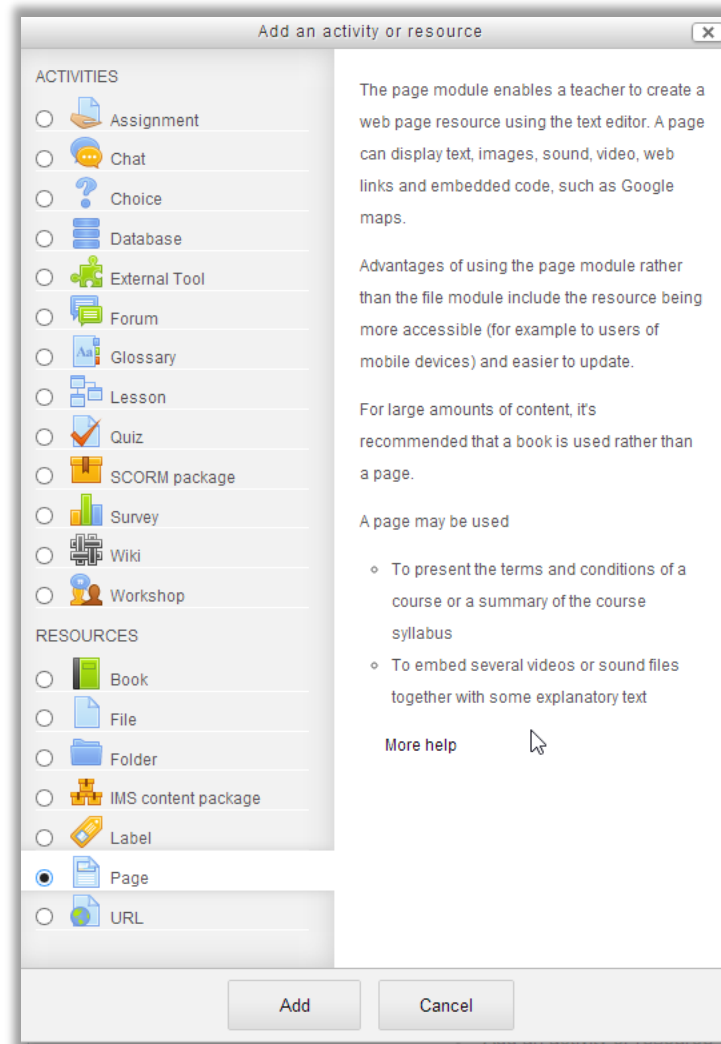 Add an activity or resource
ACTIVITIES
Assignment
Chat
Choice
Database
External Tool
Forum
Aa
Glossary
Lesson
Quiz
SCORM package
Survey
Wiki
Workshop
RESOURCES
Book
File
Folder
IMS content package
Label
Page
URL
The page module enables a teacher to create a
web page resource using the text editor. A page
can display text, images, sound, video, web
links and embedded code, such as Google
maps.
Advantages of using the page module rather
than the file module include the resource being
more accessible (for example to users of
mobile devices) and easier to update.
For large amounts of content, it's
recommended that a book is used rather than
a page.
A page may be used
To present the terms and conditions of a
course or a summary of the course
syllabus
To embed several videos or sound files
together with some explanatory text
More help
Add
Cancel